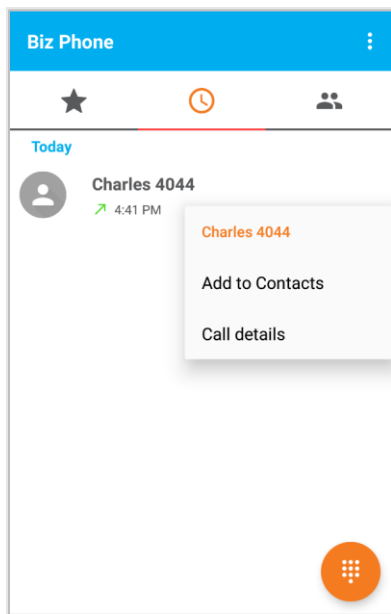 Biz Phone
Today
Charles 4044
4:41 PM
Charles 4044
Add to Contacts
Call details